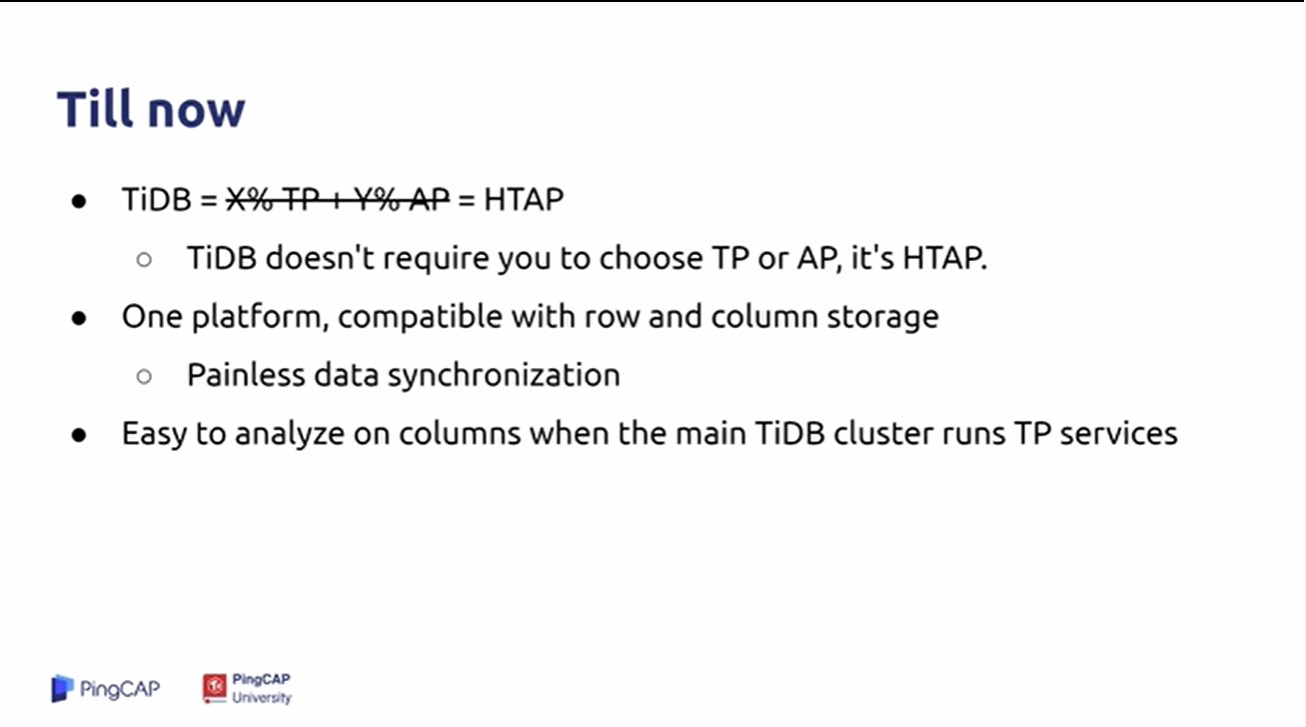 Till now
● TiDB = X% TP + Y% AP = HTAP
○ TiDB doesn't require you to choose TP or AP, it's HTAP.
● One platform, compatible with row and column storage
○ Painless data synchronization
● Easy to analyze on columns when the main TiDB cluster runs TP services
PingCAP
PingCAP
University